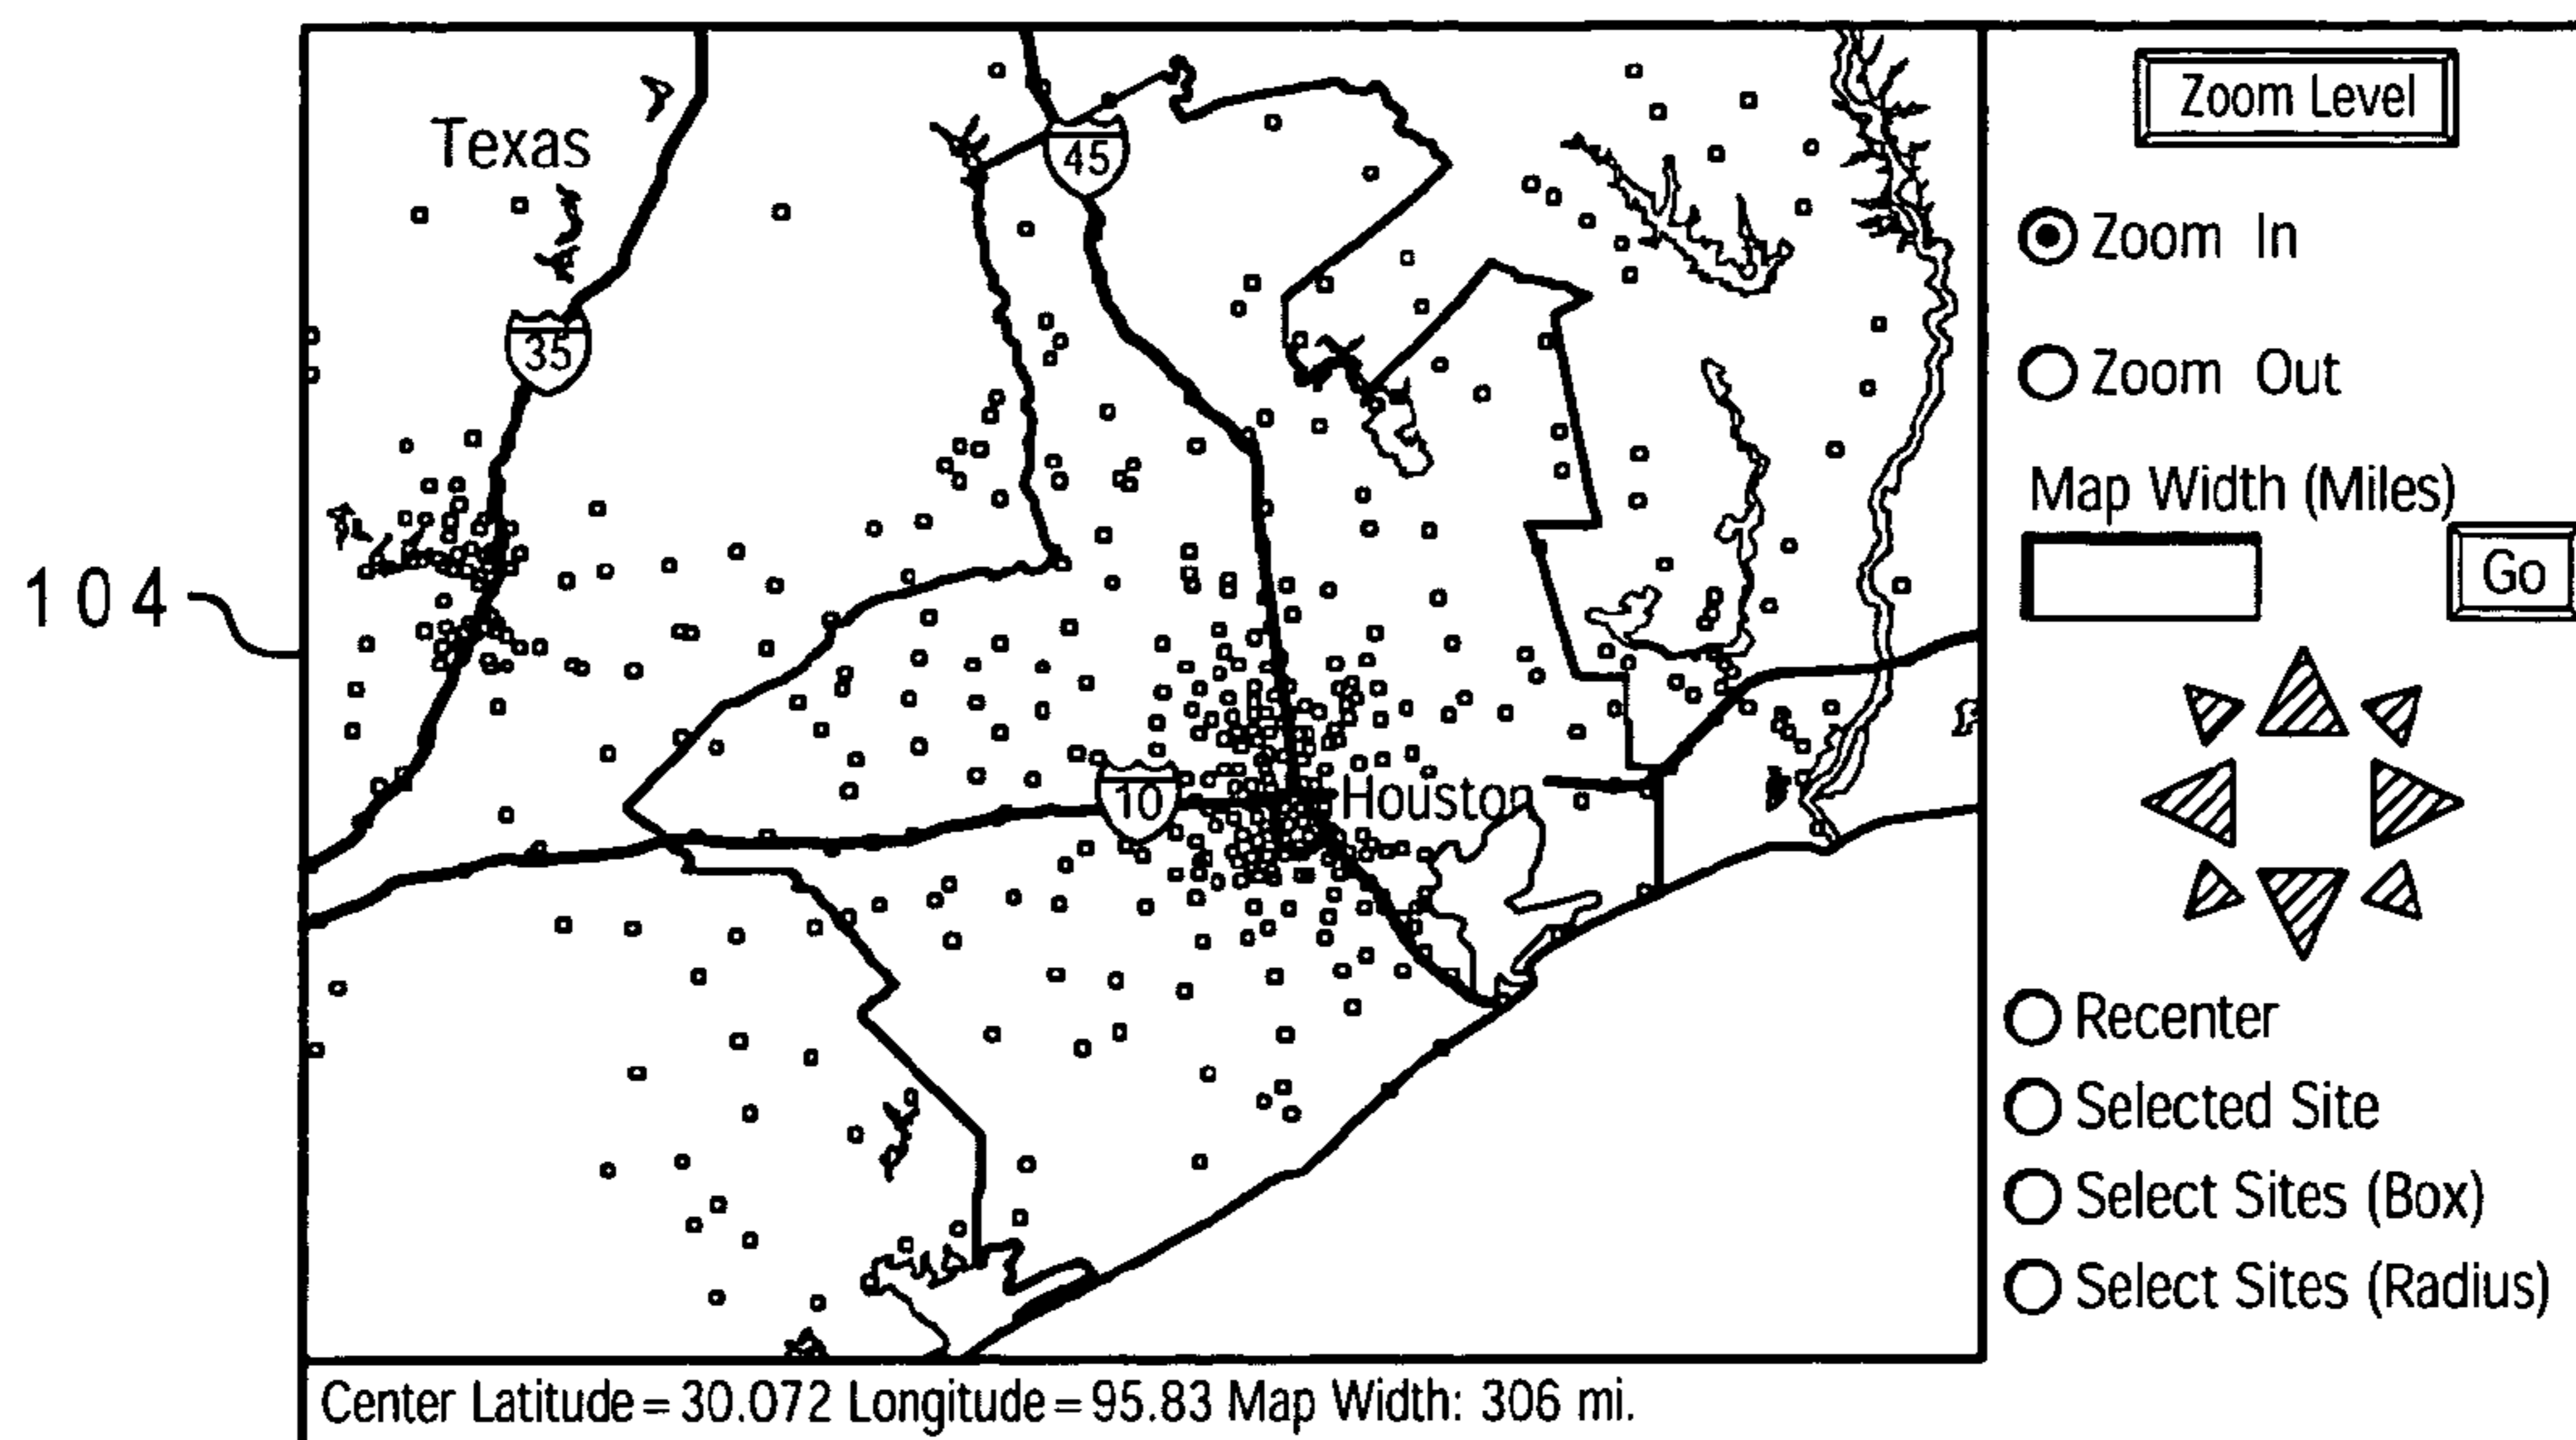 Texas
45
35
10
Houston
104
Zoom Level
Zoom In
Zoom Out
Map Width (Miles)
Go
Recenter
Selected Site
Select Sites (Box)
Select Sites (Radius)
Center Latitude = 30.072 Longitude = 95.83 Map Width: 306 mi.